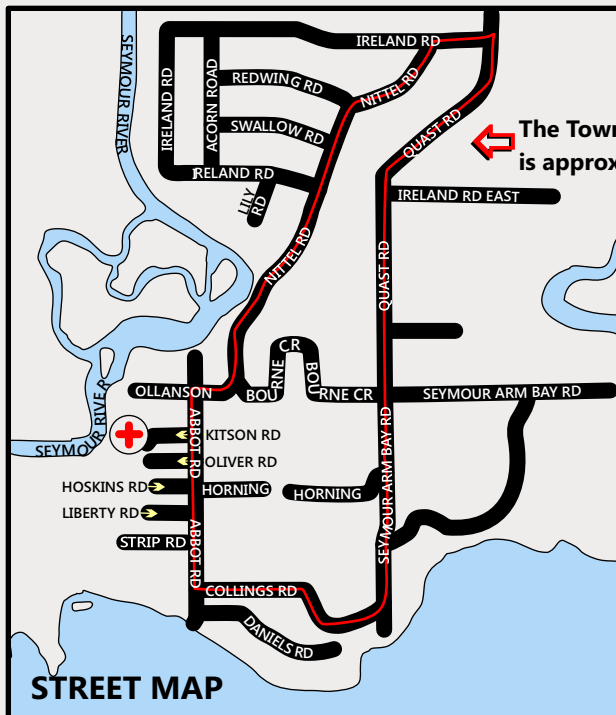 SEYMOUR RIVER
IRELAND RD
IRELAND RD
ACORN ROAD
REDWING RD
NITTEL RD
SWALLOW RD
QUAST RD
The Town
is approx
IRELAND RD
LILY
RD
IRELAND RD EAST
NITTEL RD
QUAST RD
BOURNE
CR
BOU
RNE CR
OLLANSON
SEYMOUR ARM BAY RD
SEYMOUR RIVER
ABBOT RD
KITSON RD
OLIVER RD
SEYMOUR ARM BAY RD
HOSKINS RD
HORNING
HORNING
LIBERTY RD
STRIP RD
ABBOT RD
COLLINGS RD
DANIELS RD
STREET MAP